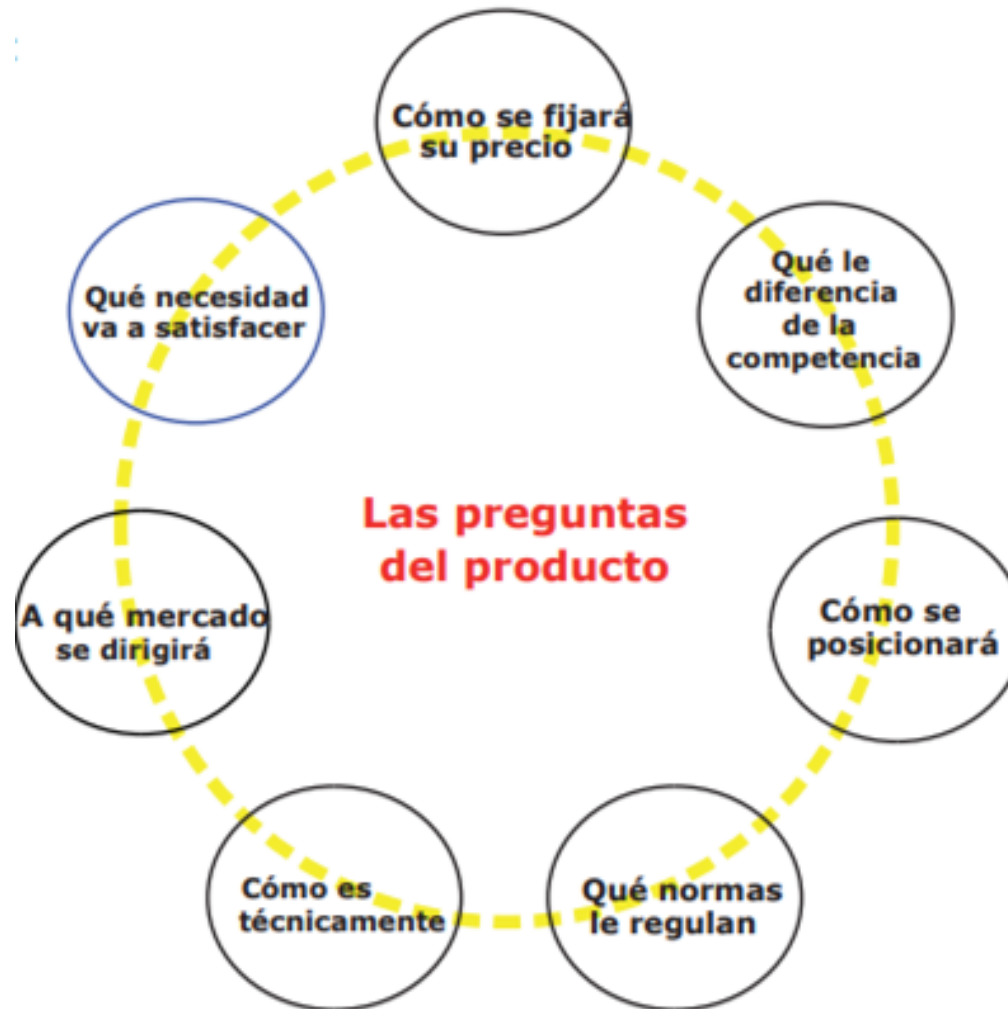 Cómo se fijará
su precio
Qué le
diferencia
de la
competencia
Qué necesidad
va a satisfacer
Las preguntas
del producto
A qué mercado
se dirigirá
Cómo se
posicionará
Cómo es
técnicamente
Qué normas
le regulan